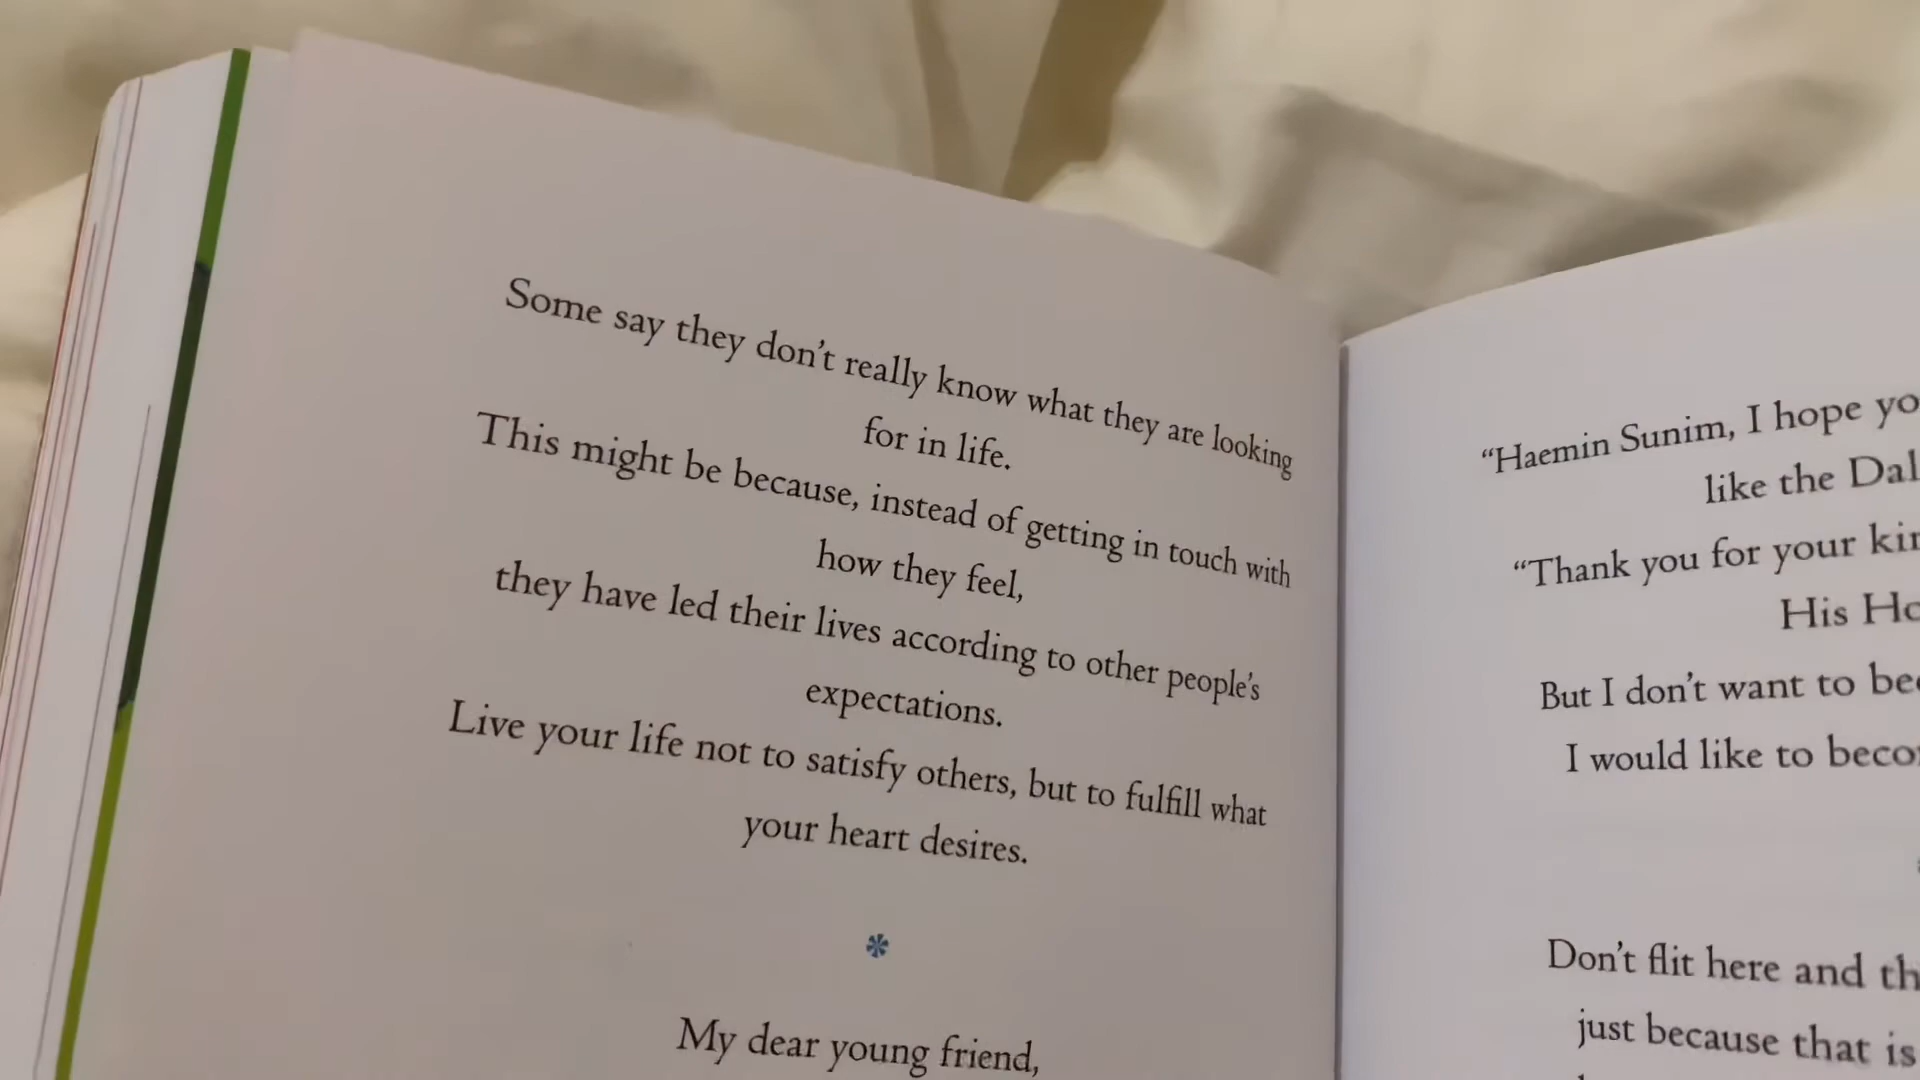 Some say they don't really know what they are looking
for in life.
This might be because, instead of getting in touch with
how they feel,
they have led their lives according to other people's
expectations.
Live your life not to satisfy others, but to fulfill what
your heart desires.
*
My dear young friend,
“Haemin Sunim, I hope
like the
“Thank you for your
His
But I don't want to
I would like to
Don't flit here and
just because that is